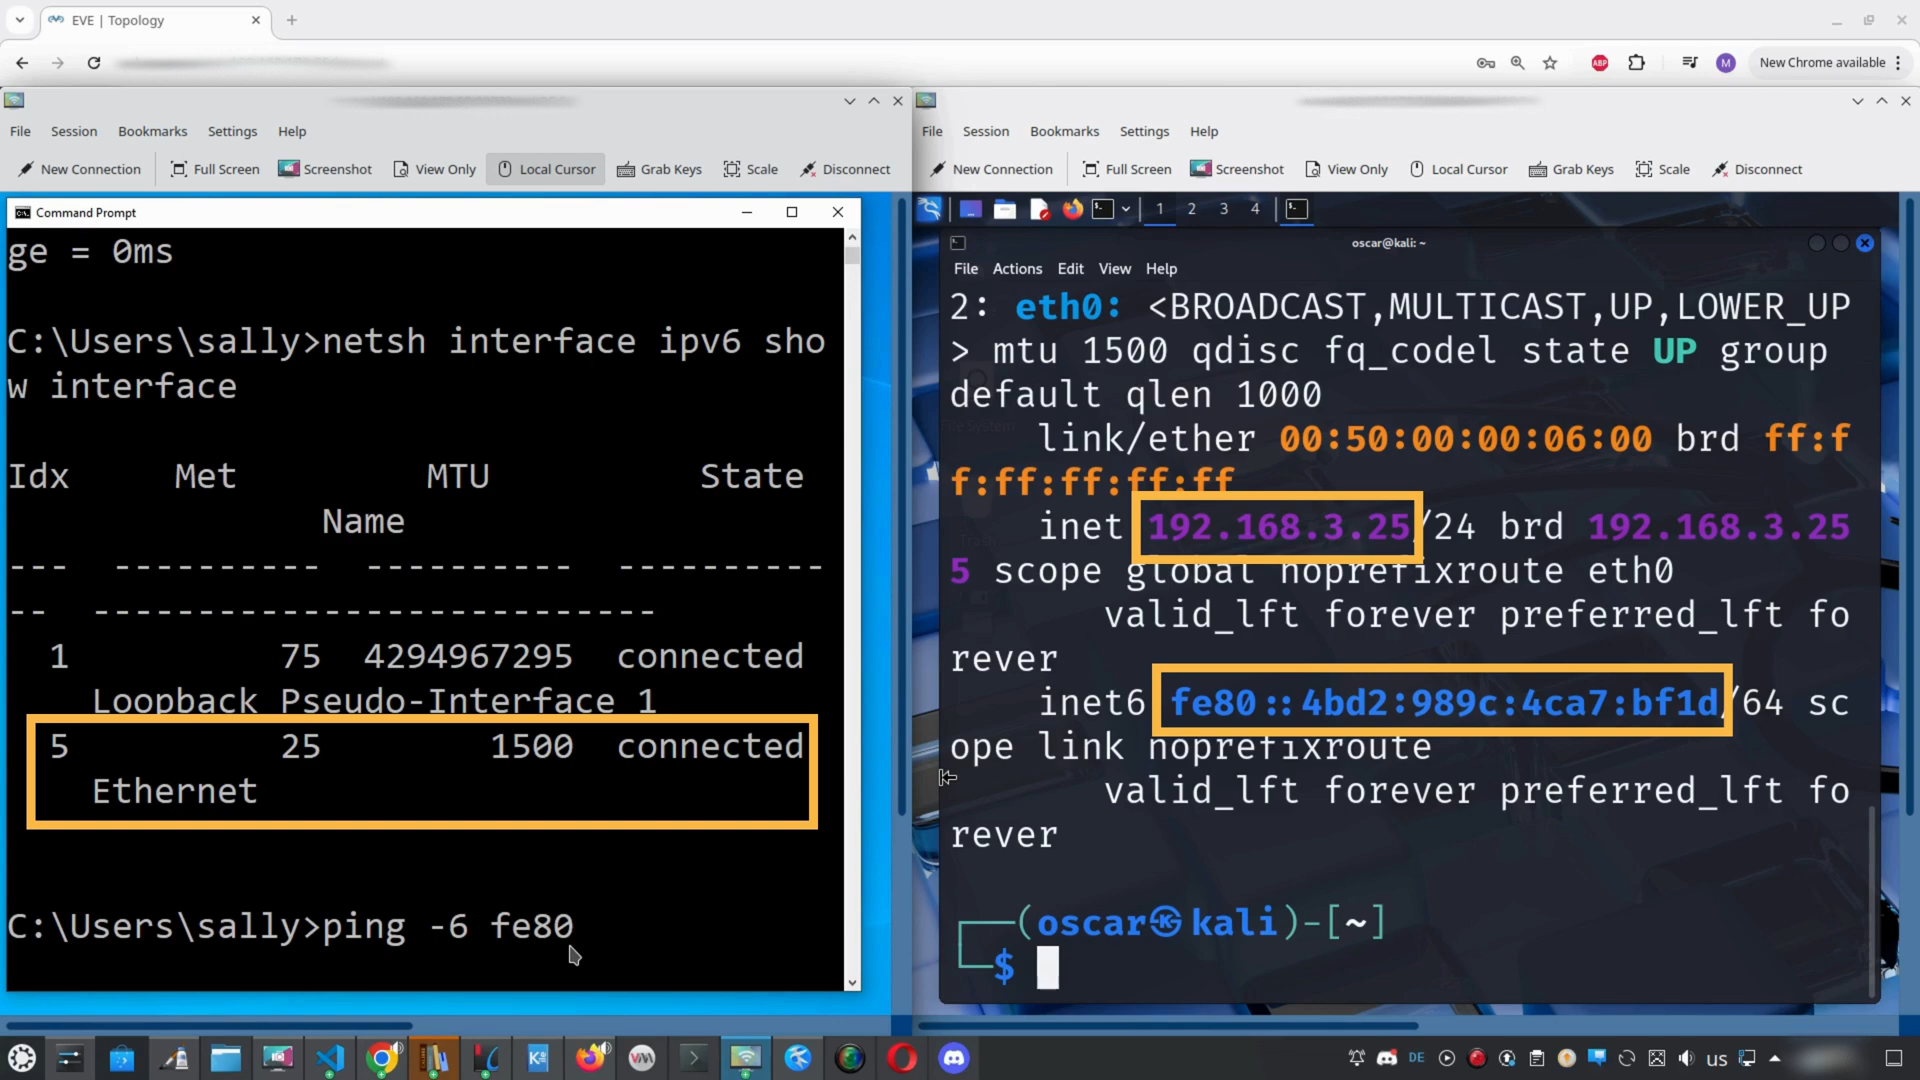 EVE | Topology
New Chrome available
File Session Bookmarks Settings Help
New Connection Full Screen Screenshot View Only Local Cursor Grab Keys Scale Disconnect
Command Prompt
ge = 0ms
C:\Users\sally>netsh interface ipv6 sho
w interface
Idx Met MTU State
Name
--- ---------- ---------- ----------
-- ---------------------------
1 75 4294967295 connected
Loopback Pseudo-Interface 1
5 25 1500 connected
Ethernet
C:\Users\sally>ping -6 fe80
File Session Bookmarks Settings Help
New Connection Full Screen Screenshot View Only Local Cursor Grab Keys Scale Disconnect
1 2 3 4
oscar@kali: ~
File Actions Edit View Help
2: eth0: <BROADCAST,MULTICAST,UP,LOWER_UP
> mtu 1500 qdisc fq_codel state UP group
default qlen 1000
link/ether 00:50:00:00:06:00 brd ff:f
f:ff:ff:ff:ff
inet 192.168.3.25/24 brd 192.168.3.25
5 scope global noprefixroute eth0
valid_lft forever preferred_lft fo
rever
inet6 fe80::4bd2:989c:4ca7:bf1d/64 sc
ope link noprefixroute
valid_lft forever preferred_lft fo
rever
┌──(oscar㉿kali)-[~]
└─$
DE us